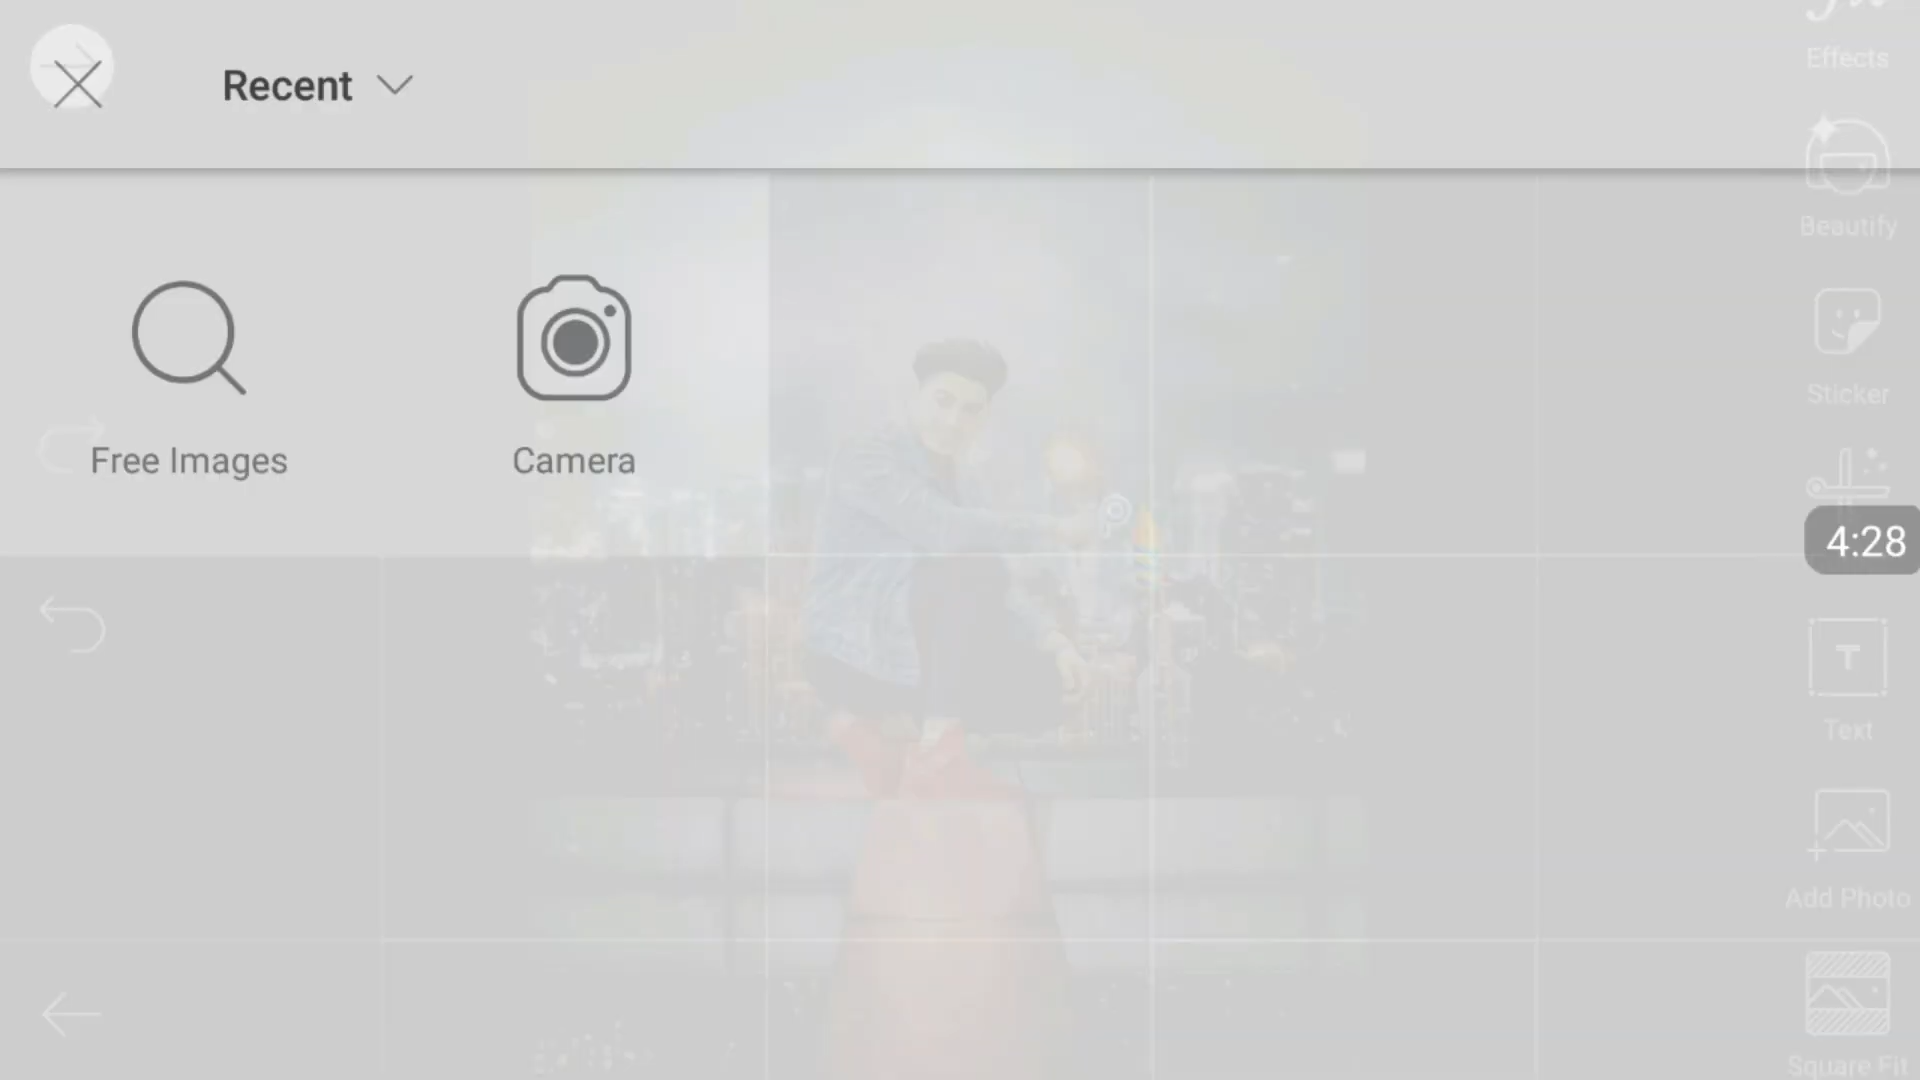 Recent
Effects
Beautify
Free Images
Camera
Sticker
4:28
Text
Add Photo
Square Fit